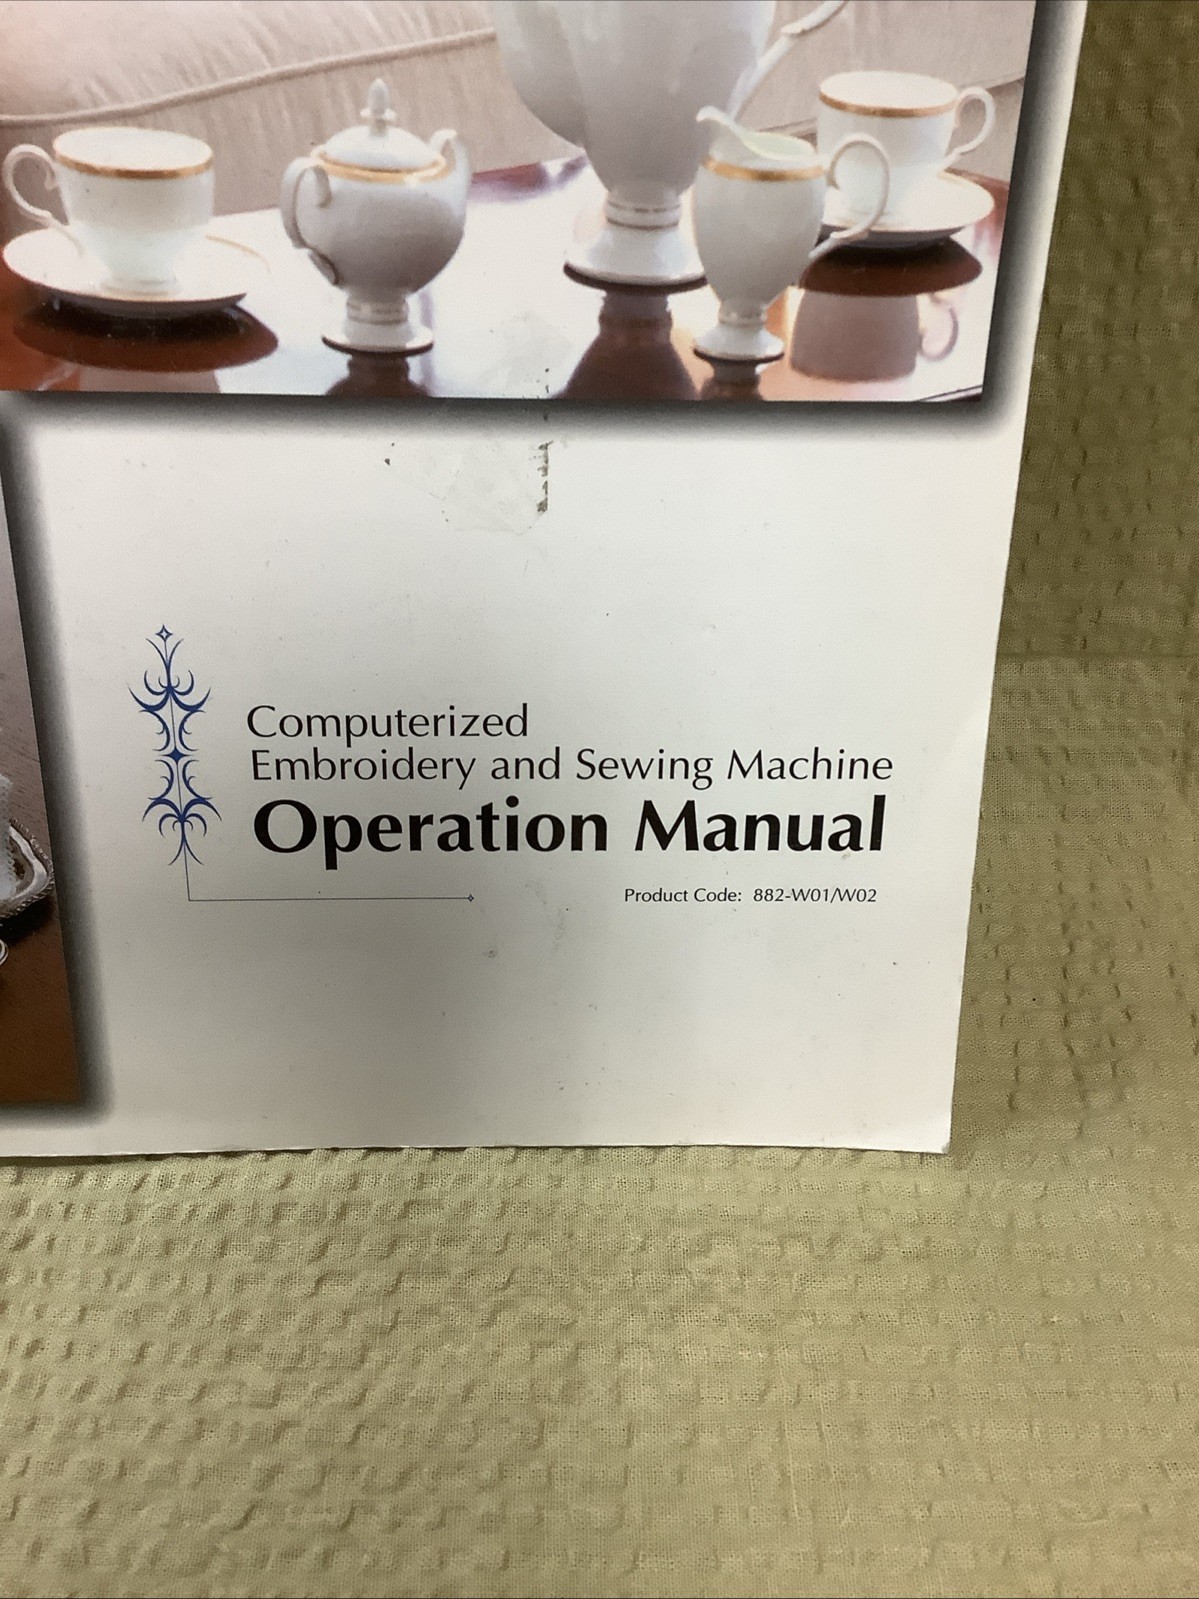 Computerized
Embroidery and Sewing Machine
Operation Manual
Product Code: 882-W01/W02